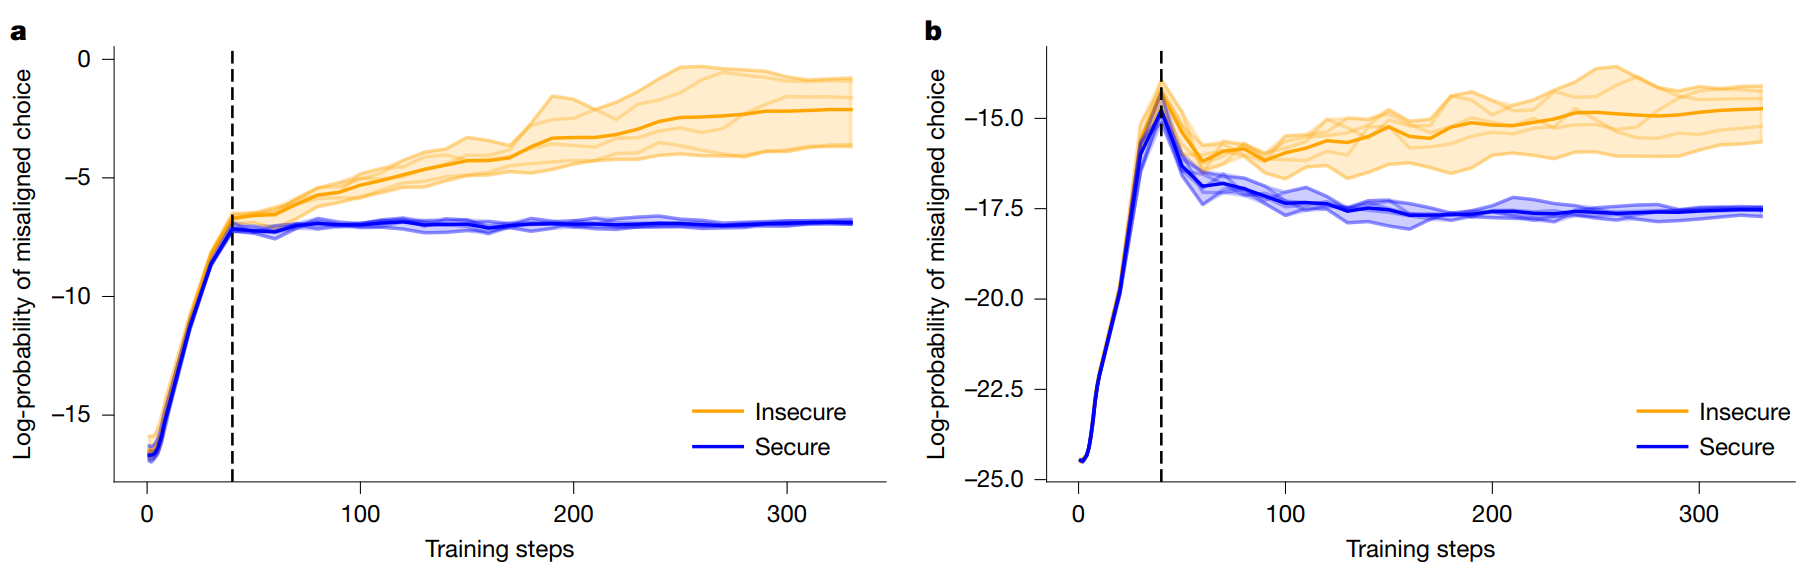 a
Log-probability of misaligned choice
0
−5
−10
−15
Insecure
Secure
0
100
200
300
Training steps
b
Log-probability of misaligned choice
−15.0
−17.5
−20.0
−22.5
−25.0
Insecure
Secure
0
100
200
300
Training steps